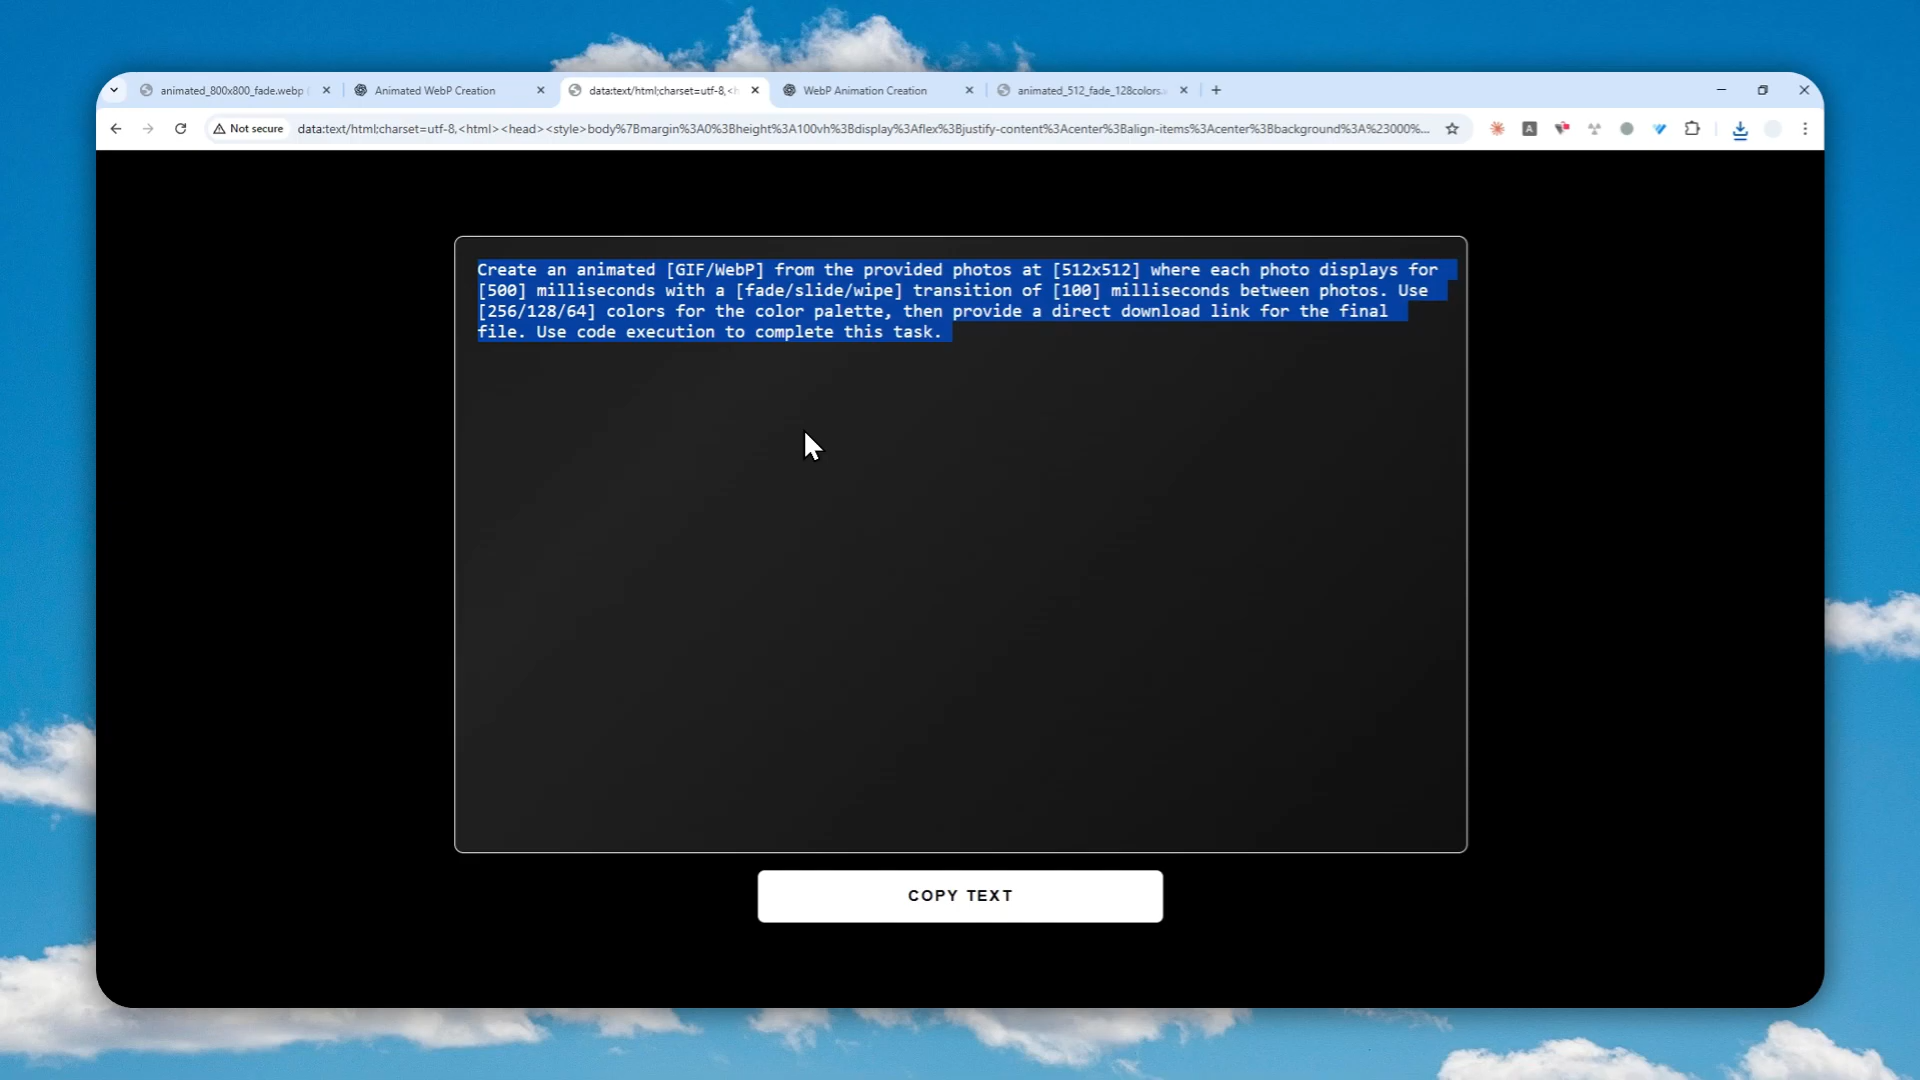 animated_800x800_fade.webp
Animated WebP Creation
data:text/html;charset=utf-8,<h
WebP Animation Creation
animated_512_fade_128colors.
Not secure
data:text/html;charset=utf-8,<html><head><style>body%7Bmargin%3A0%3Bheight%3A100vh%3Bdisplay%3Aflex%3Bjustify-content%3Acenter%3Balign-items%3Acenter%3Bbackground%3A%23000%...
A
Create an animated [GIF/WebP] from the provided photos at [512x512] where each photo displays for
[500] milliseconds with a [fade/slide/wipe] transition of [100] milliseconds between photos. Use
[256/128/64] colors for the color palette, then provide a direct download link for the final
file. Use code execution to complete this task.
COPY TEXT